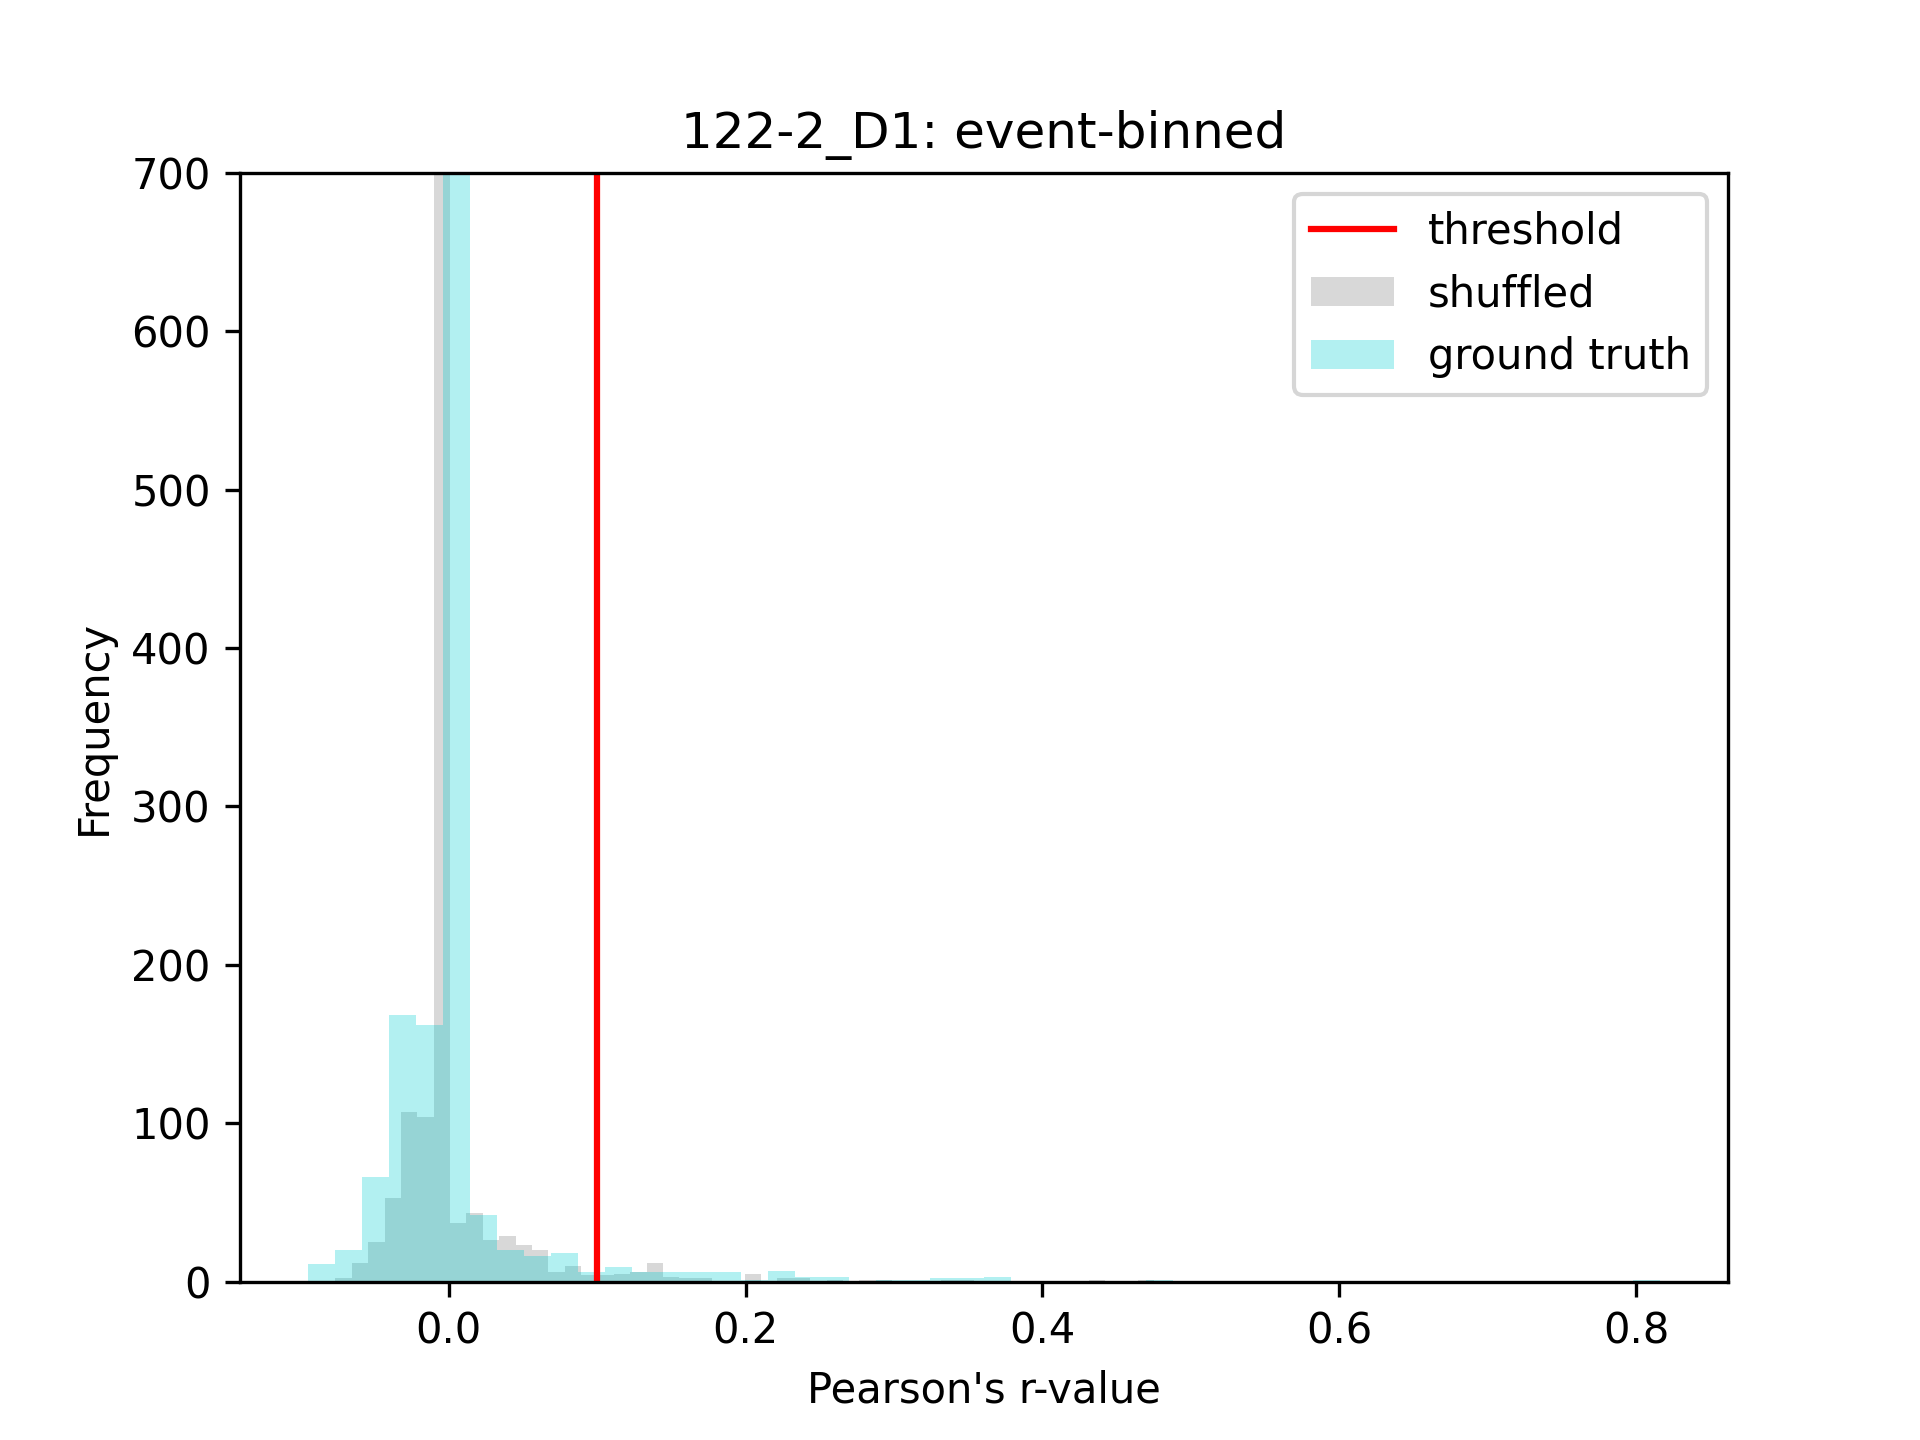 122-2_D1: event-binned
700
600
500
400
300
200
100
0
Frequency
threshold
shuffled
ground truth
0.0 0.2 0.4 0.6 0.8
Pearson's r-value